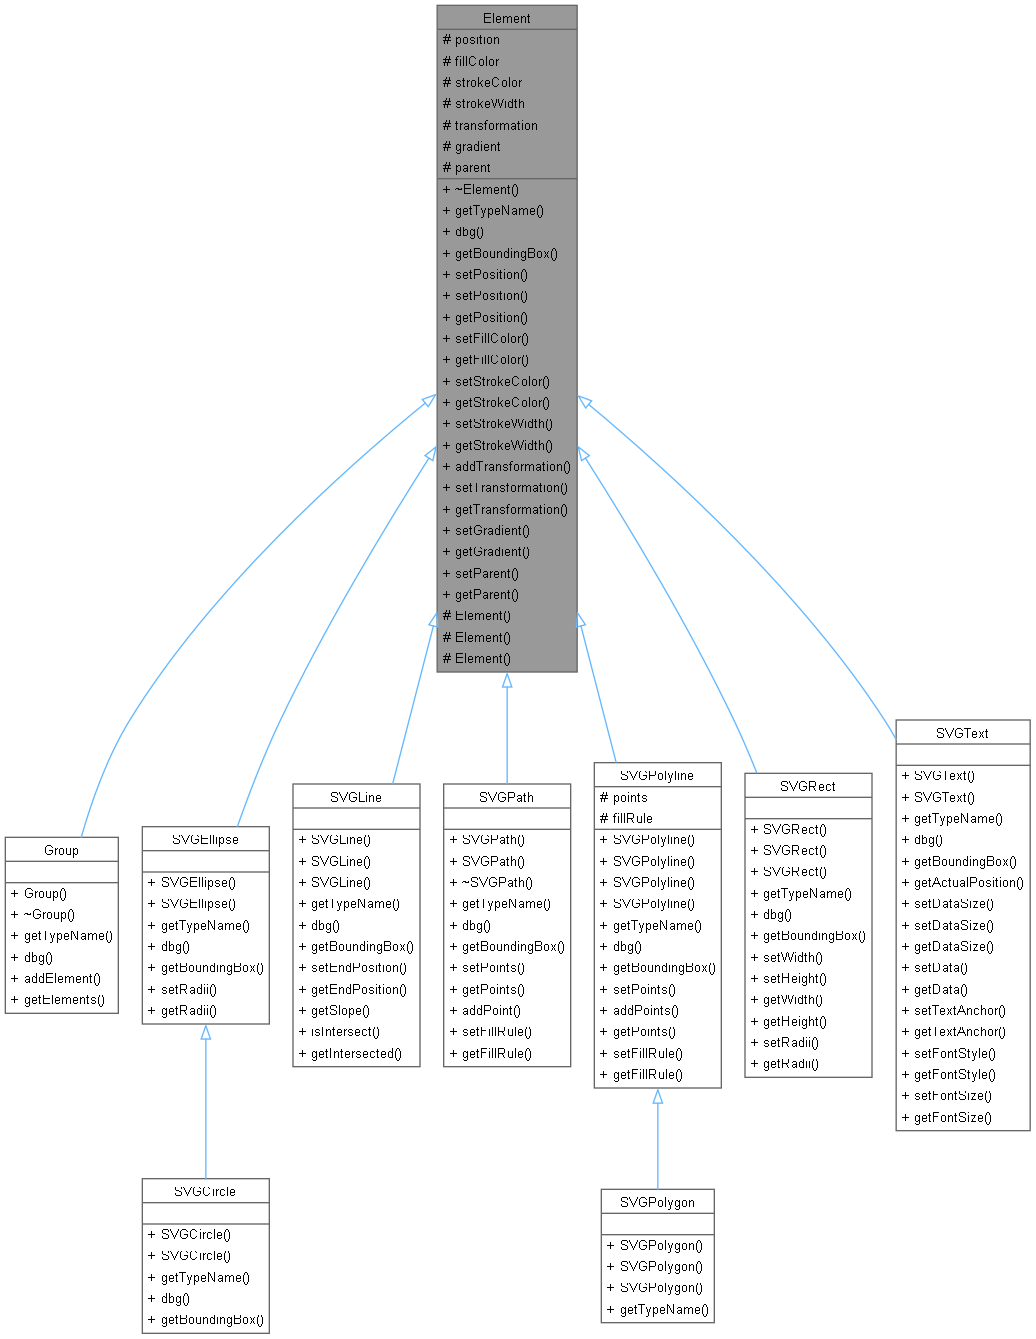 Element
# position
# fillColor
# strokeColor
# strokeWidth
# transformation
# gradient
# parent
+ ~Element()
+ getTypeName()
+ dbg()
+ getBoundingBox()
+ setPosition()
+ setPosition()
+ getPosition()
+ setFillColor()
+ getFillColor()
+ setStrokeColor()
+ getStrokeColor()
+ setStrokeWidth()
+ getStrokeWidth()
+ addTransformation()
+ setTransformation()
+ getTransformation()
+ setGradient()
+ getGradient()
+ setParent()
+ getParent()
# Element()
# Element()
# Element()
Group
+ Group()
+ ~Group()
+ getTypeName()
+ dbg()
+ addElement()
+ getElements()
SVGEllipse
+ SVGEllipse()
+ SVGEllipse()
+ getTypeName()
+ dbg()
+ getBoundingBox()
+ setRadii()
+ getRadii()
SVGLine
+ SVGLine()
+ SVGLine()
+ SVGLine()
+ getTypeName()
+ dbg()
+ getBoundingBox()
+ setEndPosition()
+ getEndPosition()
+ getSlope()
+ isIntersect()
+ getIntersected()
SVGPath
+ SVGPath()
+ SVGPath()
+ ~SVGPath()
+ getTypeName()
+ dbg()
+ getBoundingBox()
+ setPoints()
+ getPoints()
+ addPoint()
+ setFillRule()
+ getFillRule()
SVGPolyline
# points
# fillRule
+ SVGPolyline()
+ SVGPolyline()
+ SVGPolyline()
+ SVGPolyline()
+ getTypeName()
+ dbg()
+ getBoundingBox()
+ setPoints()
+ addPoints()
+ getPoints()
+ setFillRule()
+ getFillRule()
SVGRect
+ SVGRect()
+ SVGRect()
+ SVGRect()
+ getTypeName()
+ dbg()
+ getBoundingBox()
+ setWidth()
+ setHeight()
+ getWidth()
+ getHeight()
+ setRadii()
+ getRadii()
SVGText
+ SVGText()
+ SVGText()
+ getTypeName()
+ dbg()
+ getBoundingBox()
+ getActualPosition()
+ setDataSize()
+ setDataSize()
+ getDataSize()
+ setData()
+ getData()
+ setTextAnchor()
+ getTextAnchor()
+ setFontStyle()
+ getFontStyle()
+ setFontSize()
+ getFontSize()
SVGCircle
+ SVGCircle()
+ SVGCircle()
+ getTypeName()
+ dbg()
+ getBoundingBox()
SVGPolygon
+ SVGPolygon()
+ SVGPolygon()
+ SVGPolygon()
+ getTypeName()